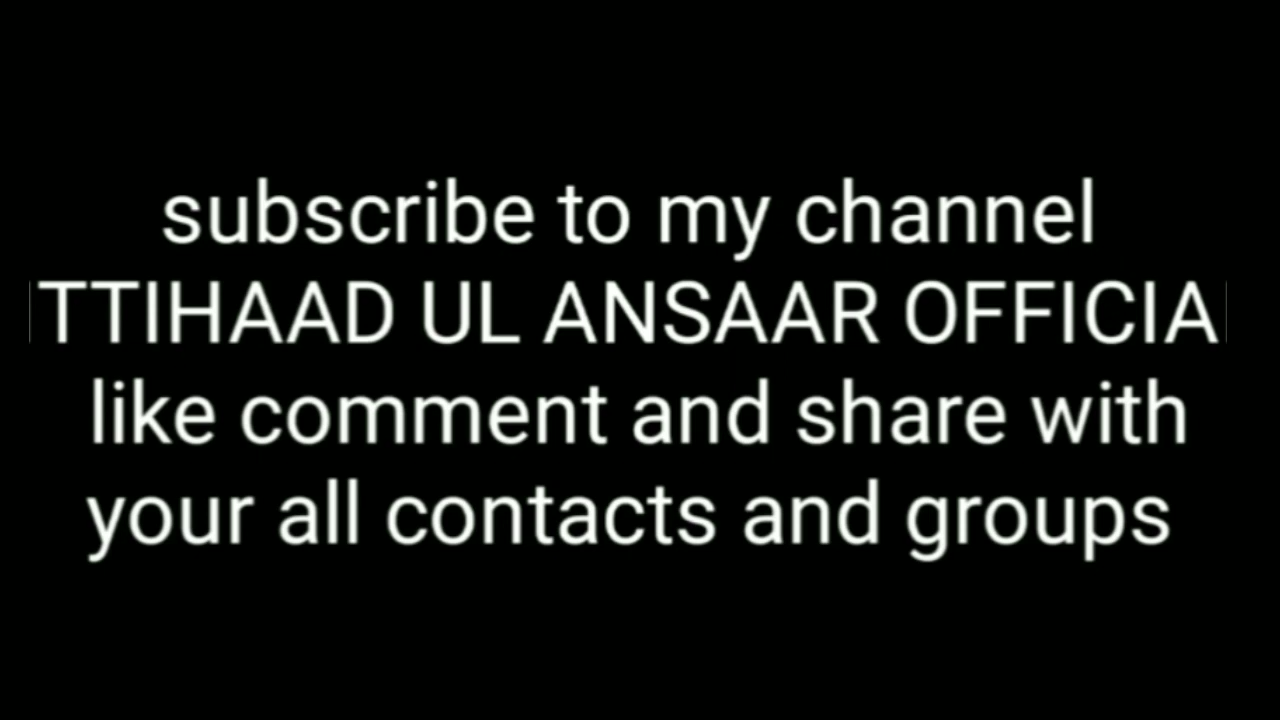 subscribe to my channel
TTIHAAD UL ANSAAR OFFICIA
like comment and share with
your all contacts and groups